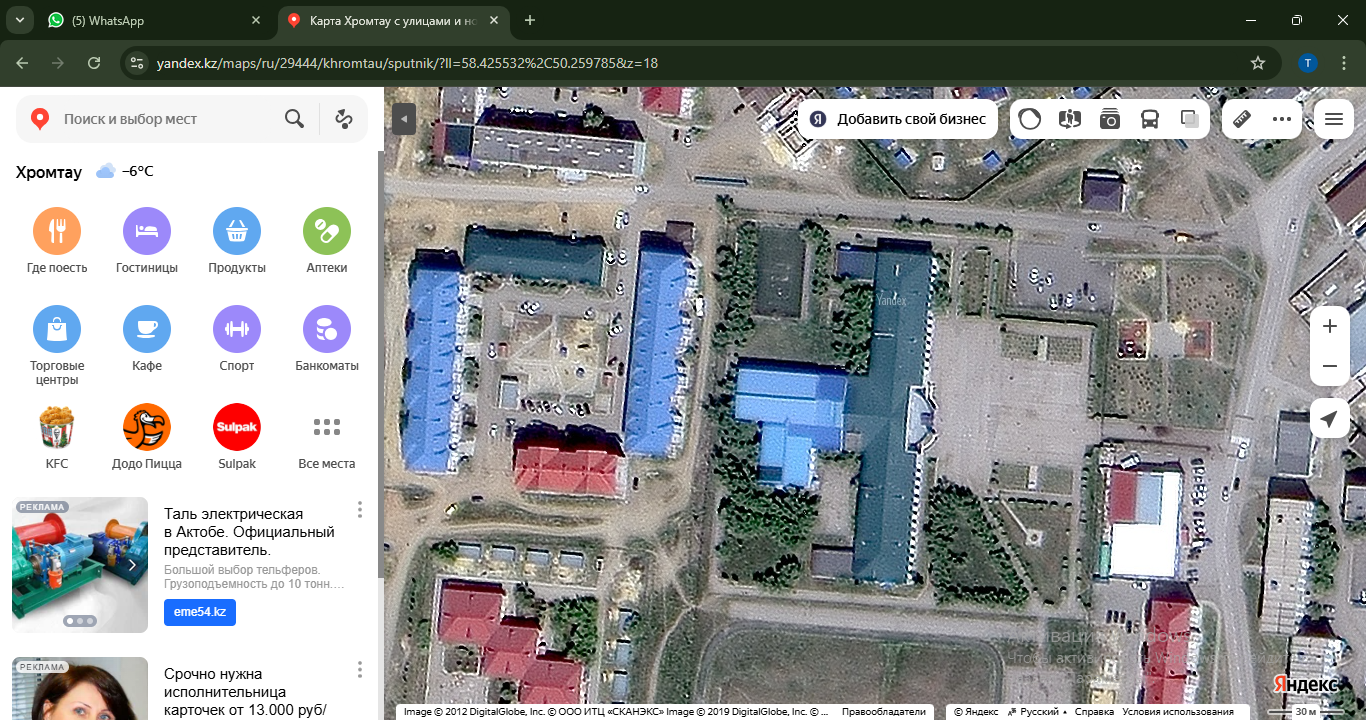 (5) WhatsApp
Карта Хромтау с улицами и но
yandex.kz/maps/ru/29444/khromtau/sputnik/?ll=58.425532%2C50.259785&z=18
T
Поиск и выбор мест
Я Добавить свой бизнес
Хромтау
–6°C
Где поесть
Гостиницы
Продукты
Аптеки
Торговые центры
Кафе
Спорт
Банкоматы
Sulpak
KFC
Додо Пицца
Sulpak
Все места
РЕКЛАМА
Таль электрическая
в Актобе. Официальный
представитель.
Большой выбор тельферов.
Грузоподъемность до 10 тонн....
eme54.kz
РЕКЛАМА
Срочно нужна
исполнительница
карточек от 13.000 руб/
Yandex
Яндекс
Image © 2012 DigitalGlobe, Inc. © ООО ИТЦ «СКАНЭКС» Image © 2019 DigitalGlobe, Inc. © ...
Правообладатели
© Яндекс
Русский
Справка
Условия использования
30 м